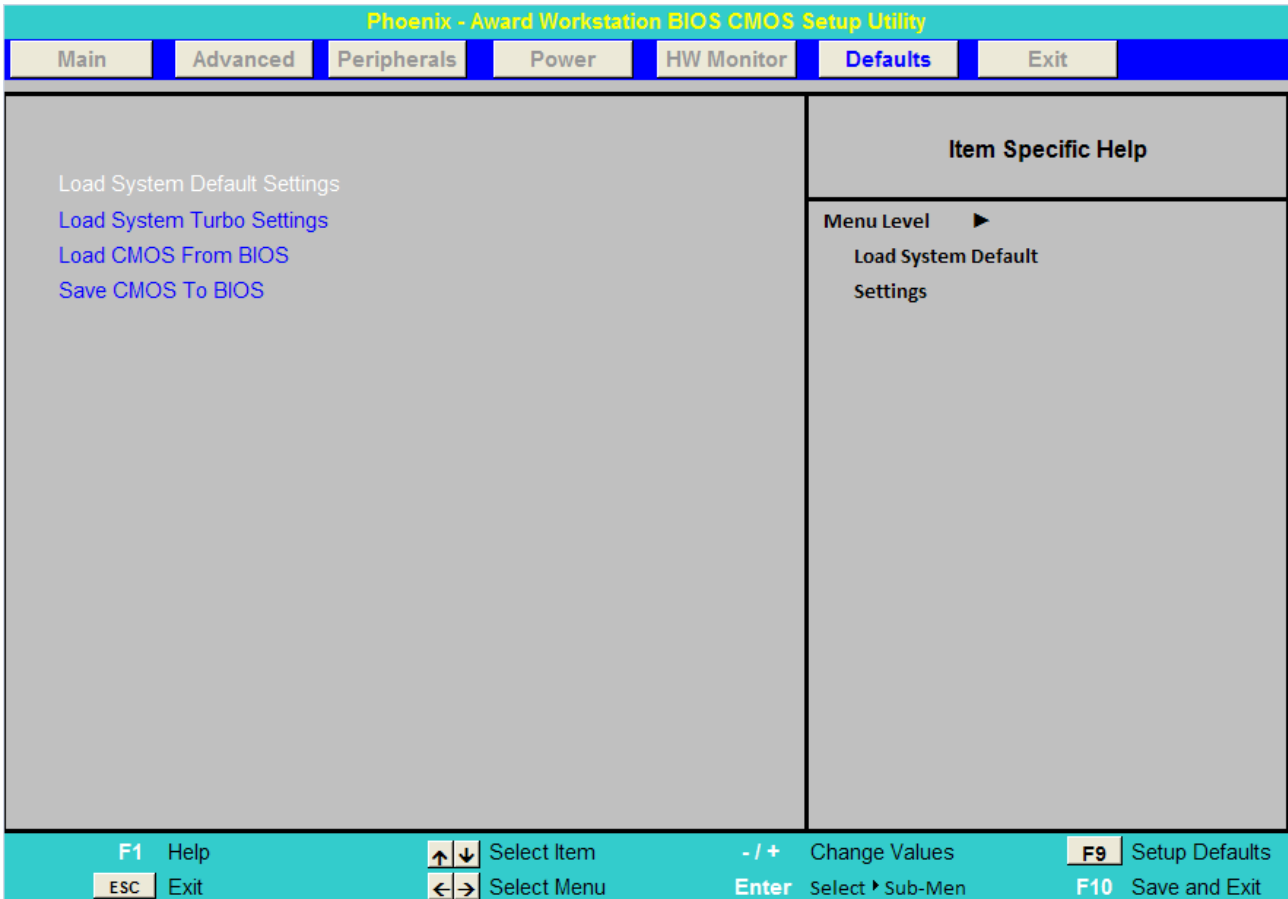 Phoenix - Award Workstation BIOS CMOS Setup Utility
Main Advanced Peripherals Power HW Monitor Defaults Exit
Load System Default Settings
Load System Turbo Settings
Load CMOS From BIOS
Save CMOS To BIOS
Item Specific Help
Menu Level ►
Load System Default
Settings
F1 Help ↑↓ Select Item - / + Change Values F9 Setup Defaults
ESC Exit ←→ Select Menu Enter Select ▸ Sub-Men F10 Save and Exit